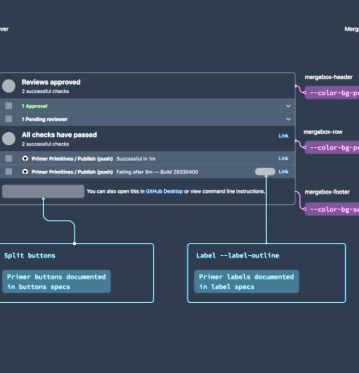 ver
Merge
Reviews approved
2 successful checks
1 Approval
1 Pending reviewer
All checks have passed
2 successful checks
Link
Primer Primitives / Publish (push) Successful in 1m
Primer Primitives / Publish (push) Failing after 6m — Build 28330400
Link
You can also open this in GitHub Desktop or view command line instructions.
mergebox-header
--color-bg-pr
mergebox-row
--color-bg-pr
mergebox-footer
--color-bg-se
Split buttons
Primer buttons documented
in buttons specs
Label --label-outline
Primer labels documented
in label specs